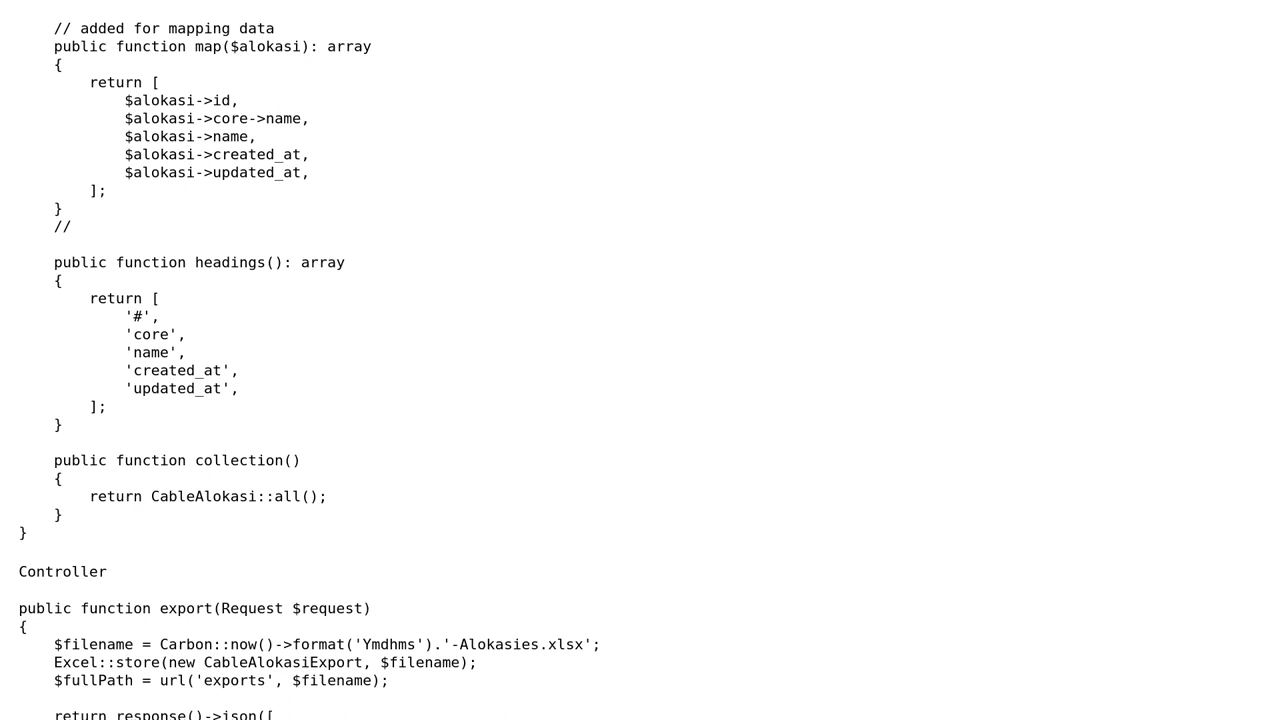 // added for mapping data
public function map($alokasi): array
{
return [
$alokasi->id,
$alokasi->core->name,
$alokasi->name,
$alokasi->created_at,
$alokasi->updated_at,
];
}
//
public function headings(): array
{
return [
'#',
'core',
'name',
'created_at',
'updated_at',
];
}
public function collection()
{
return CableAlokasi::all();
}
}
Controller
public function export(Request $request)
{
$filename = Carbon::now()->format('Ymdhms').'-Alokasies.xlsx';
Excel::store(new CableAlokasiExport, $filename);
$fullPath = url('exports', $filename);
return response()->json([